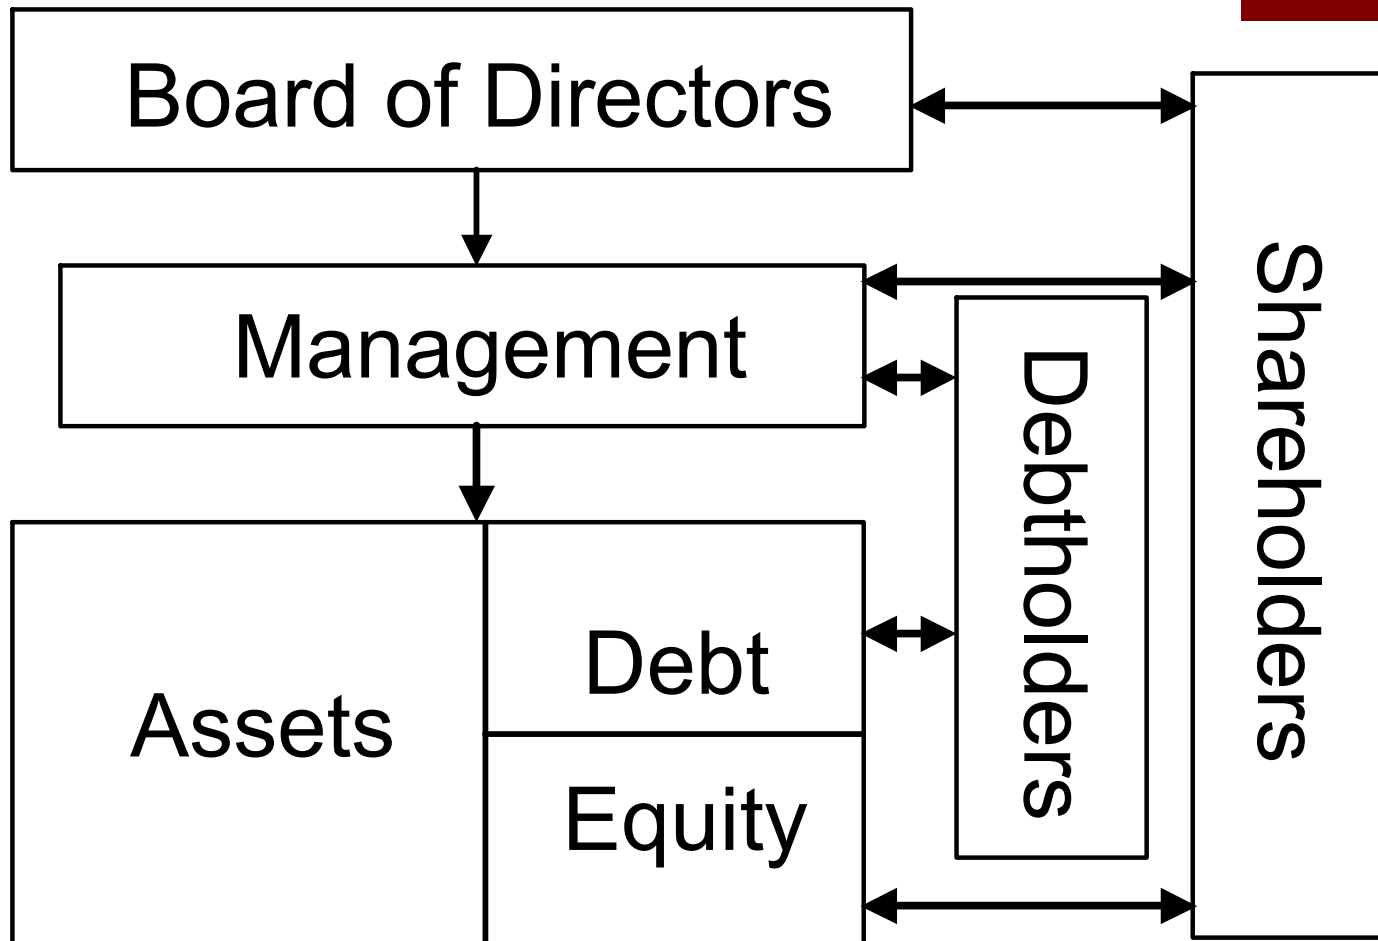 Board of Directors
Management
Debtholders
Shareholders
Assets
Debt
Equity